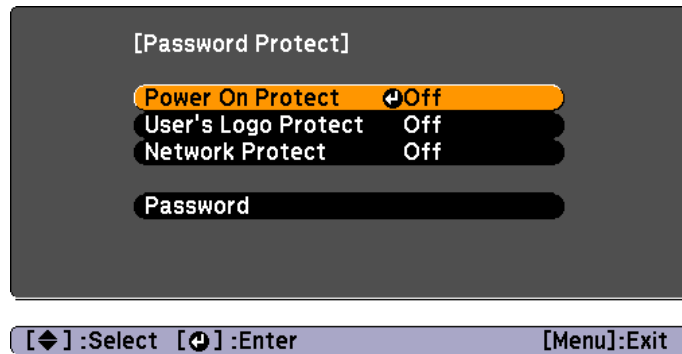 [Password Protect]
Power On Protect Off
User's Logo Protect Off
Network Protect Off
Password
[◆] :Select [↵] :Enter [Menu]:Exit